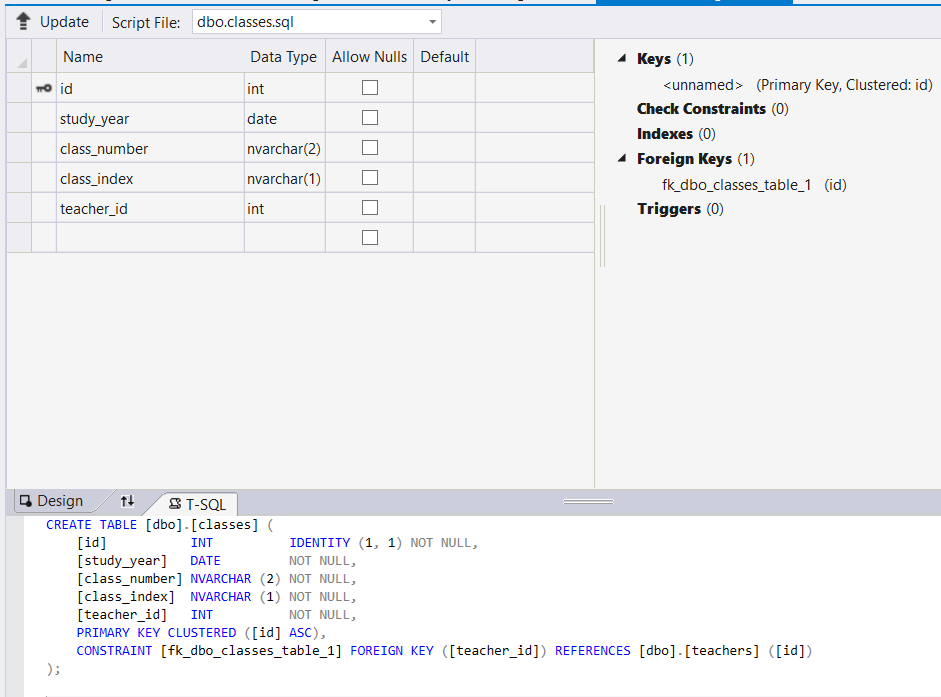 Update Script File: dbo.classes.sql
Name Data Type Allow Nulls Default
id int
study_year date
class_number nvarchar(2)
class_index nvarchar(1)
teacher_id int
Keys (1)
<unnamed> (Primary Key, Clustered: id)
Check Constraints (0)
Indexes (0)
Foreign Keys (1)
fk_dbo_classes_table_1 (id)
Triggers (0)
Design T-SQL
CREATE TABLE [dbo].[classes] (
[id] INT IDENTITY (1, 1) NOT NULL,
[study_year] DATE NOT NULL,
[class_number] NVARCHAR (2) NOT NULL,
[class_index] NVARCHAR (1) NOT NULL,
[teacher_id] INT NOT NULL,
PRIMARY KEY CLUSTERED ([id] ASC),
CONSTRAINT [fk_dbo_classes_table_1] FOREIGN KEY ([teacher_id]) REFERENCES [dbo].[teachers] ([id])
);